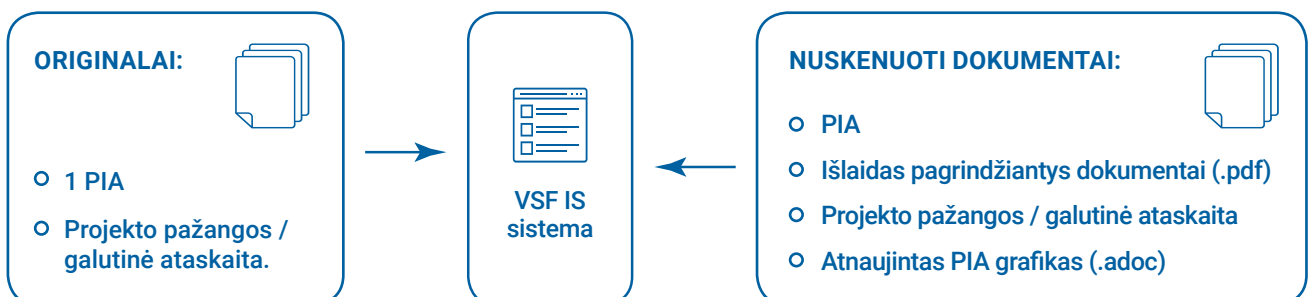 ORIGINALAI:
1 PIA
Projekto pažangos /
galutinė ataskaita.
VSF IS
sistema
NUSKENUOTI DOKUMENTAI:
PIA
Išlaidas pagrindžiantys dokumentai (.pdf)
Projekto pažangos / galutinė ataskaita
Atnaujintas PIA grafikas (.adoc)